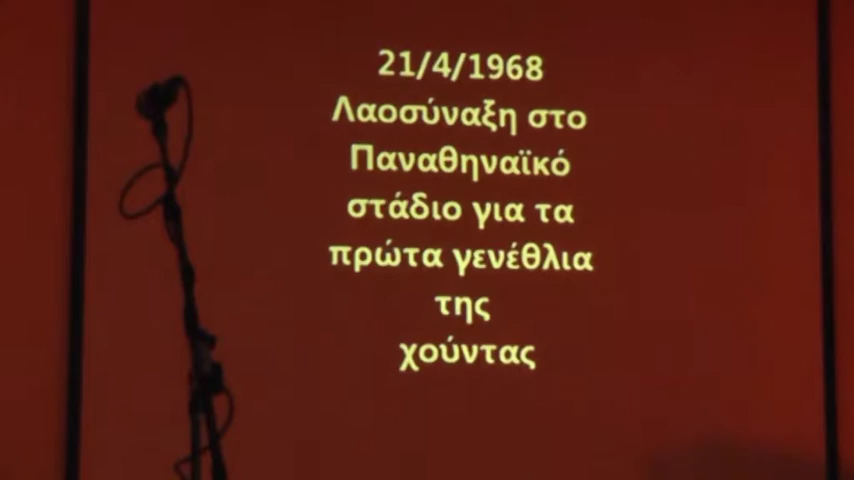 21/4/1968
Λαοσύναξη στο
Παναθηναϊκό
στάδιο για τα
πρώτα γενέθλια
της
χούντας